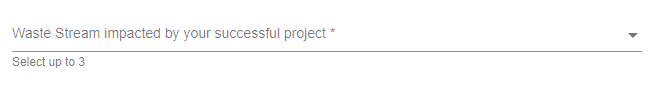 Waste Stream impacted by your successful project *
Select up to 3